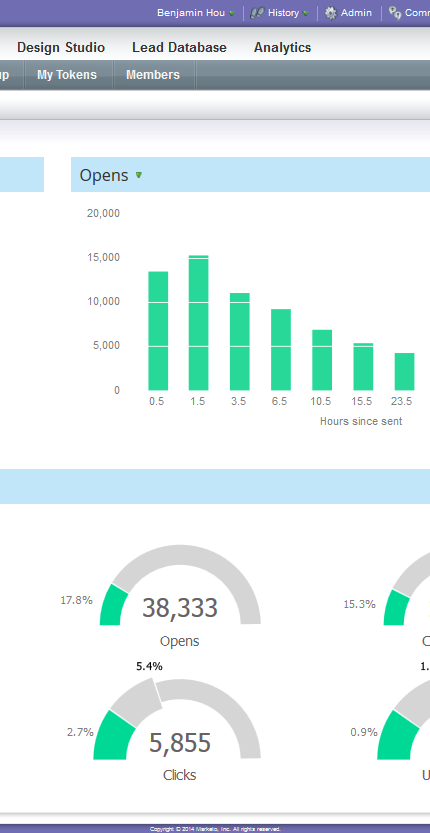 Benjamin Hou History Admin Comm
Design Studio Lead Database Analytics
up My Tokens Members
Opens
20,000
15,000
10,000
5,000
0
0.5 1.5 3.5 6.5 10.5 15.5 23.5
Hours since sent
17.8%
38,333
15.3%
Opens
C
5.4%
1.
2.7%
5,855
0.9%
Clicks
U
Copyright © 2014 Marketo, Inc. All rights reserved.